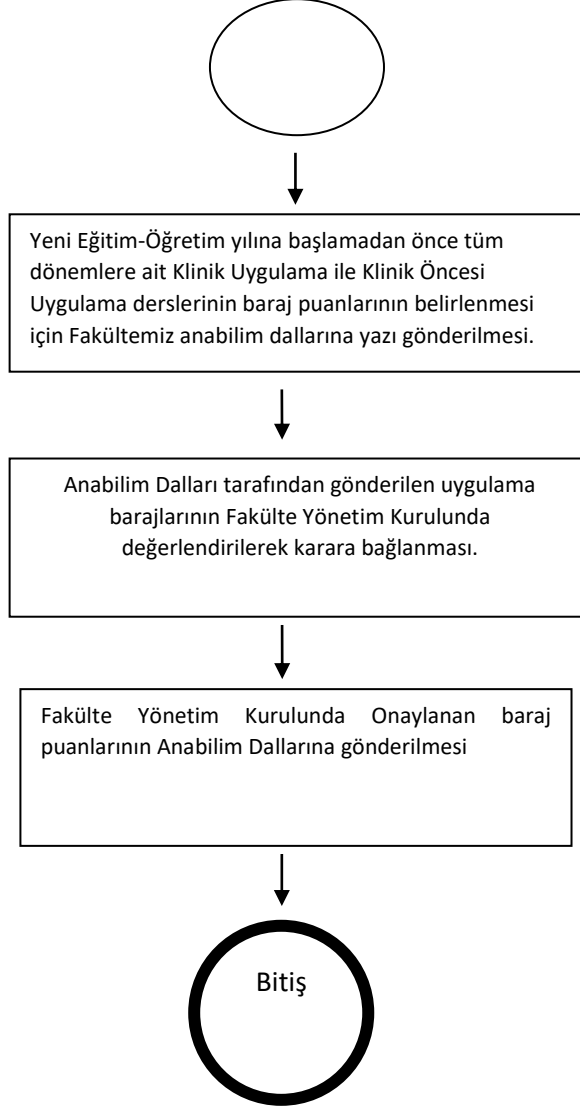 Yeni Eğitim-Öğretim yılına başlamadan önce tüm
dönemlere ait Klinik Uygulama ile Klinik Öncesi
Uygulama derslerinin baraj puanlarının belirlenmesi
için Fakültemiz anabilim dallarına yazı gönderilmesi.
Anabilim Dalları tarafından gönderilen uygulama
barajlarının Fakülte Yönetim Kurulunda
değerlendirilerek karara bağlanması.
Fakülte Yönetim Kurulunda Onaylanan baraj
puanlarının Anabilim Dallarına gönderilmesi
Bitiş